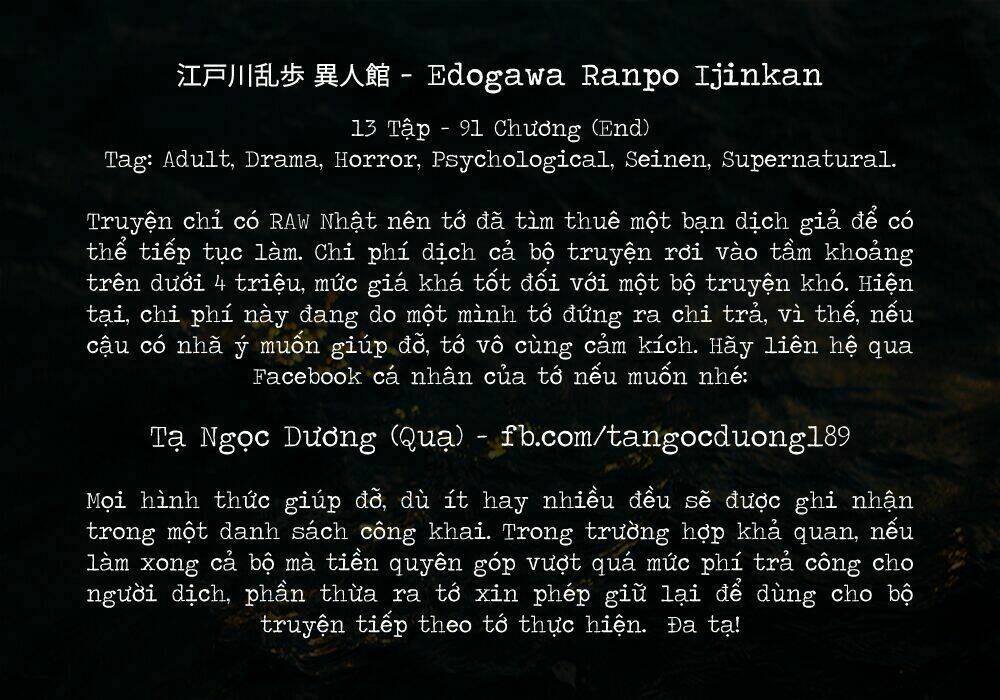 江戸川乱歩 異人館 - Edogawa Ranpo Ijinkan
13 Tập - 91 Chương (End)
Tag: Adult, Drama, Horror, Psychological, Seinen, Supernatural.
Truyện chỉ có RAW Nhật nên tớ đã tìm thuê một bạn dịch giả để có
thể tiếp tục làm. Chi phí dịch cả bộ truyện rơi vào tầm khoảng
trên dưới 4 triệu, mức giá khá tốt đối với một bộ truyện khó. Hiện
tại, chi phí này đang do một mình tớ đứng ra chi trả, vì thế, nếu
cậu có nhã ý muốn giúp đỡ, tớ vô cùng cảm kích. Hãy liên hệ qua
Facebook cá nhân của tớ nếu muốn nhé:
Tạ Ngọc Dương (Quạ) - fb.com/tangocduong189
Mọi hình thức giúp đỡ, dù ít hay nhiều đều sẽ được ghi nhận
trong một danh sách công khai. Trong trường hợp khả quan, nếu
làm xong cả bộ mà tiền quyên góp vượt quá mức phí trả công cho
người dịch, phần thừa ra tớ xin phép giữ lại để dùng cho bộ
truyện tiếp theo tớ thực hiện. Đa tạ!